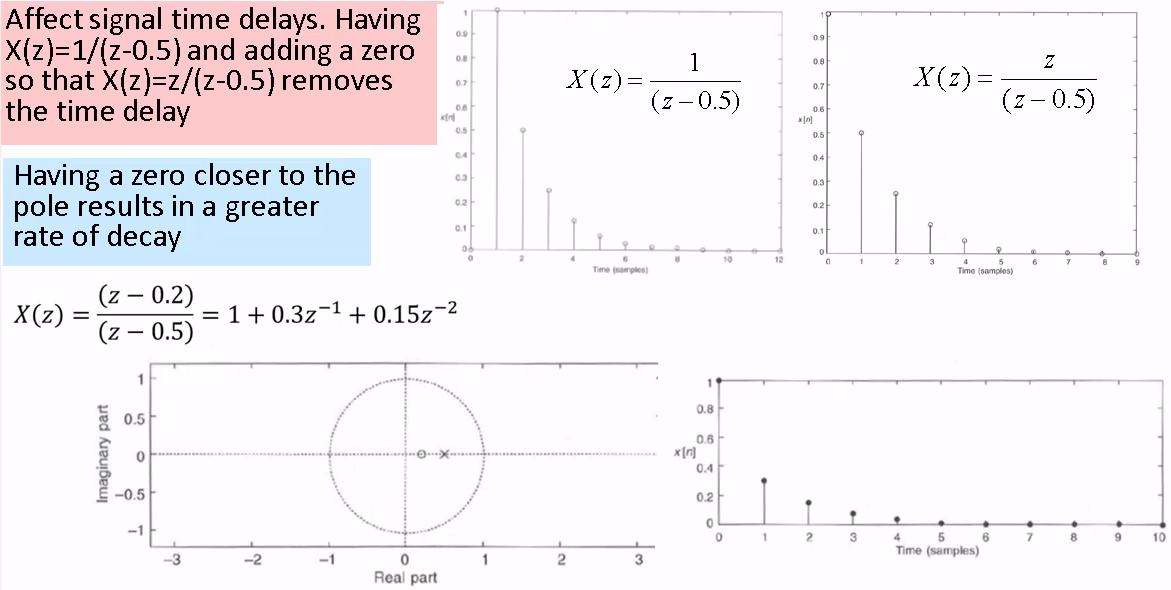 Affect signal time delays. Having
X(z)=1/(z-0.5) and adding a zero
so that X(z)=z/(z-0.5) removes
the time delay
Having a zero closer to the
pole results in a greater
rate of decay
X(z) = (z − 0.2)/(z − 0.5) = 1 + 0.3z⁻¹ + 0.15z⁻²
X(z) = 1/(z − 0.5)
x[n]
1
0.9
0.8
0.7
0.6
0.5
0.4
0.3
0.2
0.1
0
0 2 4 6 8 10 12
Time (samples)
X(z) = z/(z − 0.5)
x[n]
1
0.9
0.8
0.7
0.6
0.5
0.4
0.3
0.2
0.1
0
0 1 2 3 4 5 6 7 8 9
Time (samples)
Imaginary part
1
0.5
0
−0.5
−1
−3 −2 −1 0 1 2 3
Real part
x[n]
1
0.8
0.6
0.4
0.2
0
0 1 2 3 4 5 6 7 8 9 10
Time (samples)